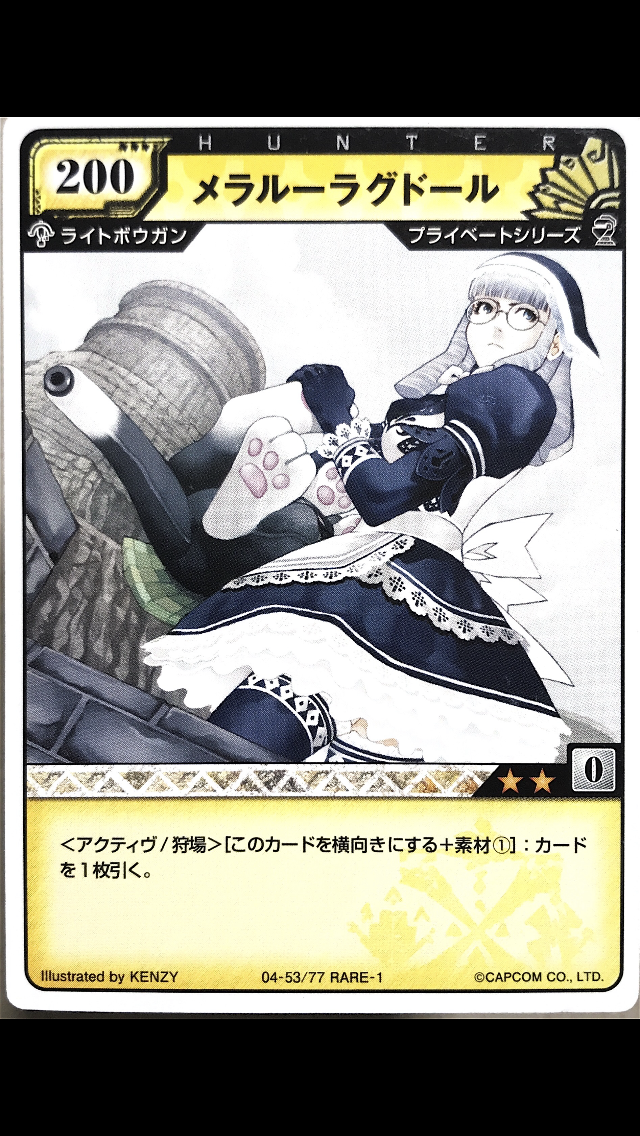 HUNTER
200
メラルーラグドール
ライトボウガン
プライベートシリーズ
0
<アクティヴ/狩場>[このカードを横向きにする+素材①]:カード
を1枚引く。
Illustrated by KENZY
04-53/77 RARE-1
©CAPCOM CO., LTD.